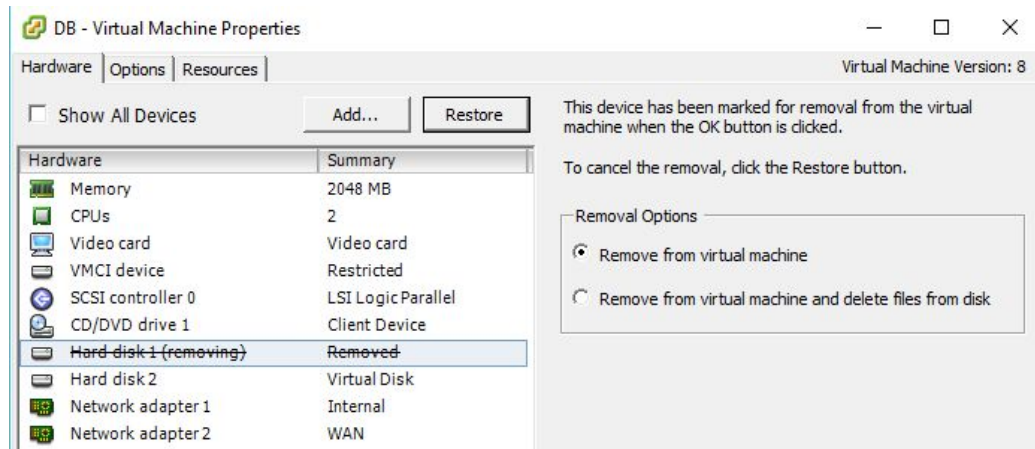 DB - Virtual Machine Properties
Hardware Options Resources Virtual Machine Version: 8
Show All Devices Add... Restore
Hardware Summary
Memory 2048 MB
CPUs 2
Video card Video card
VMCI device Restricted
SCSI controller 0 LSI Logic Parallel
CD/DVD drive 1 Client Device
Hard disk 1 (removing) Removed
Hard disk 2 Virtual Disk
Network adapter 1 Internal
Network adapter 2 WAN
This device has been marked for removal from the virtual
machine when the OK button is clicked.
To cancel the removal, click the Restore button.
Removal Options
Remove from virtual machine
Remove from virtual machine and delete files from disk